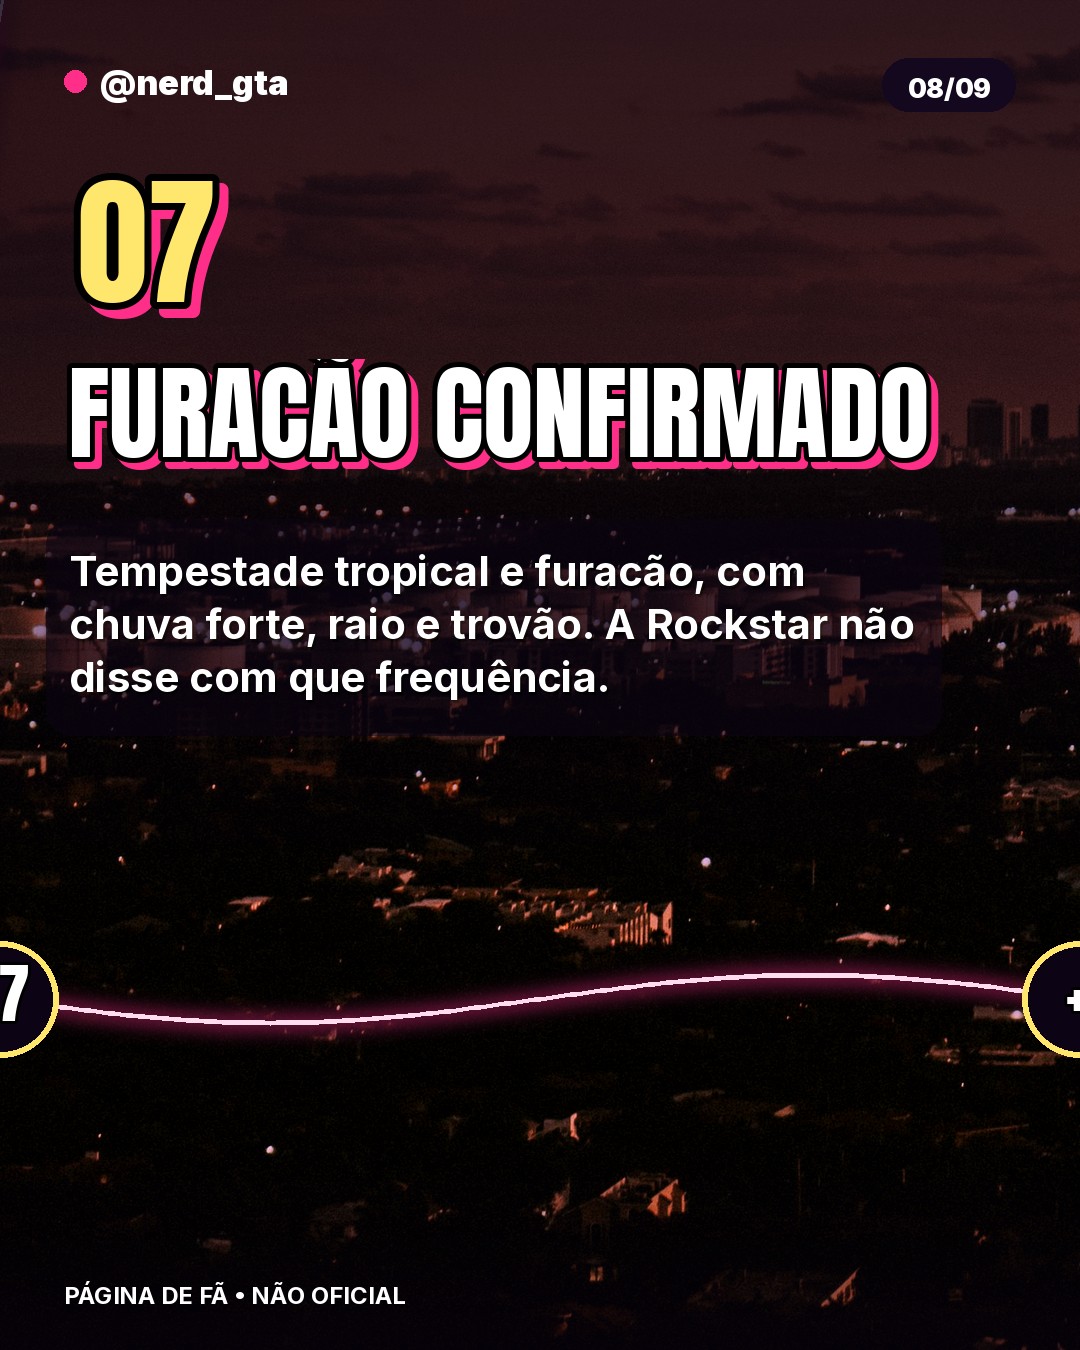 @nerd_gta
08/09
07
FURACÃO CONFIRMADO
Tempestade tropical e furacão, com
chuva forte, raio e trovão. A Rockstar não
disse com que frequência.
7
+
PÁGINA DE FÃ • NÃO OFICIAL